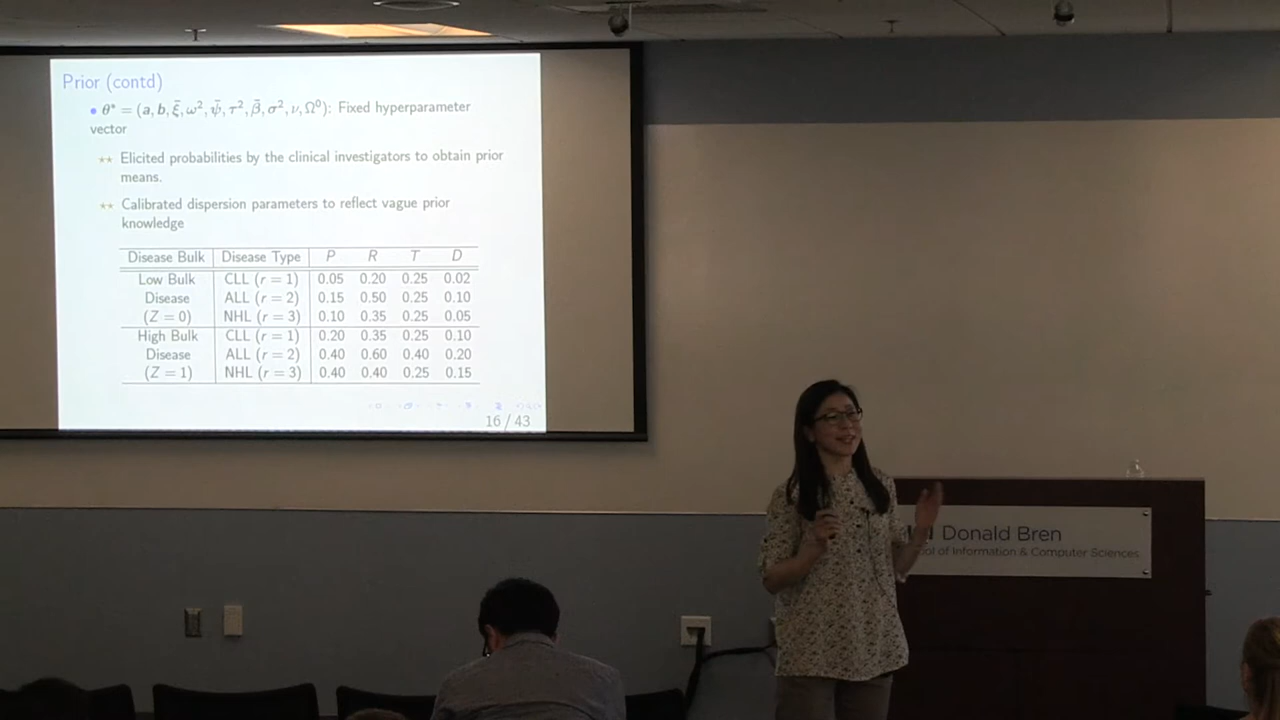 Prior (contd)
• θ* = (a, b, ξ̄, ω², ψ̄, τ², β̄, σ², ν, Ω⁰): Fixed hyperparameter
vector
⋆⋆ Elicited probabilities by the clinical investigators to obtain prior
means.
⋆⋆ Calibrated dispersion parameters to reflect vague prior
knowledge
Disease Bulk Disease Type P R T D
Low Bulk CLL (r = 1) 0.05 0.20 0.25 0.02
Disease ALL (r = 2) 0.15 0.50 0.25 0.10
(Z = 0) NHL (r = 3) 0.10 0.35 0.25 0.05
High Bulk CLL (r = 1) 0.20 0.35 0.25 0.10
Disease ALL (r = 2) 0.40 0.60 0.40 0.20
(Z = 1) NHL (r = 3) 0.40 0.40 0.25 0.15
16 / 43
Donald Bren
of Information & Computer Sciences